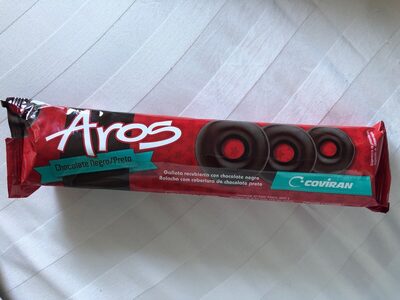 Aros
Chocolate Negro/Preto
Galleta recubierta con chocolate negro
Bolacha com cobertura de chocolate preto
COVIRAN